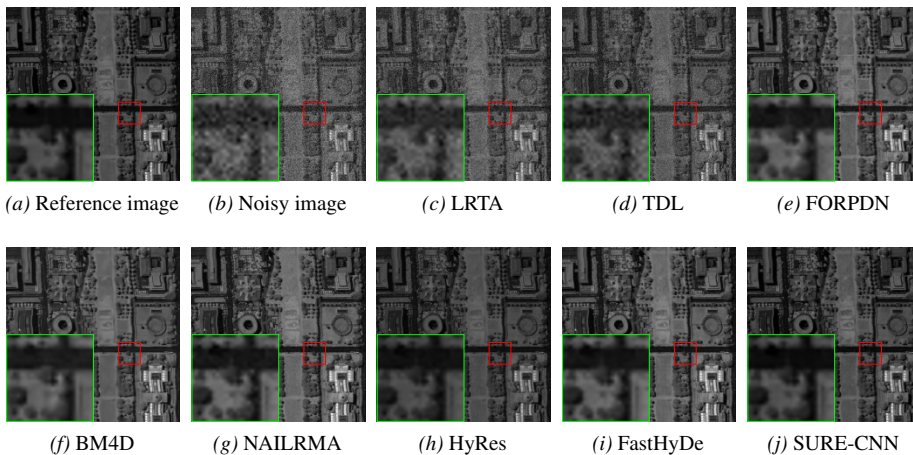 (a) Reference image (b) Noisy image (c) LRTA (d) TDL (e) FORPDN
(f) BM4D (g) NAILRMA (h) HyRes (i) FastHyDe (j) SURE-CNN